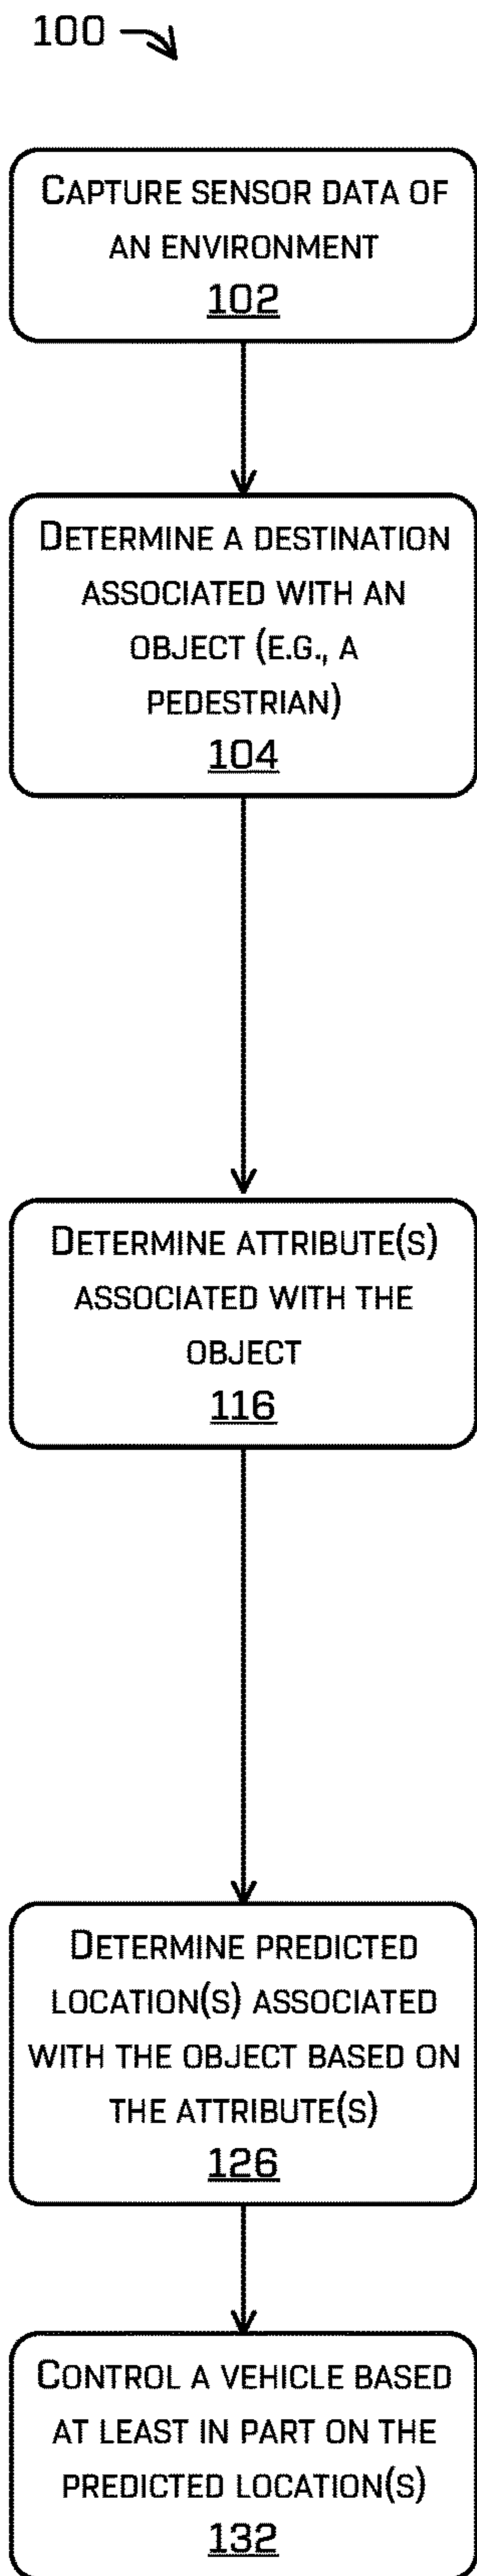 100
CAPTURE SENSOR DATA OF
AN ENVIRONMENT
102
DETERMINE A DESTINATION
ASSOCIATED WITH AN
OBJECT (E.G., A
PEDESTRIAN)
104
DETERMINE ATTRIBUTE(S)
ASSOCIATED WITH THE
OBJECT
116
DETERMINE PREDICTED
LOCATION(S) ASSOCIATED
WITH THE OBJECT BASED ON
THE ATTRIBUTE(S)
126
CONTROL A VEHICLE BASED
AT LEAST IN PART ON THE
PREDICTED LOCATION(S)
132